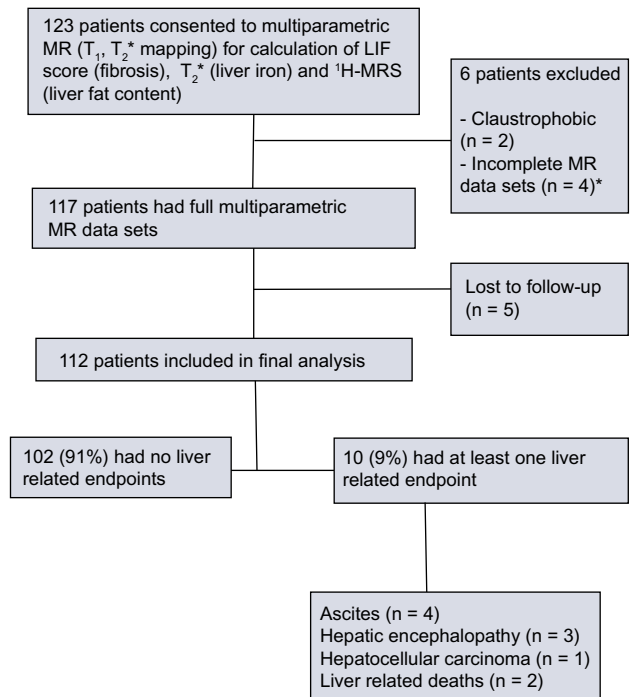 123 patients consented to multiparametric
MR (T₁, T₂* mapping) for calculation of LIF
score (fibrosis), T₂* (liver iron) and ¹H-MRS
(liver fat content)
6 patients excluded
- Claustrophobic
(n = 2)
- Incomplete MR
data sets (n = 4)*
117 patients had full multiparametric
MR data sets
Lost to follow-up
(n = 5)
112 patients included in final analysis
102 (91%) had no liver
related endpoints
10 (9%) had at least one liver
related endpoint
Ascites (n = 4)
Hepatic encephalopathy (n = 3)
Hepatocellular carcinoma (n = 1)
Liver related deaths (n = 2)